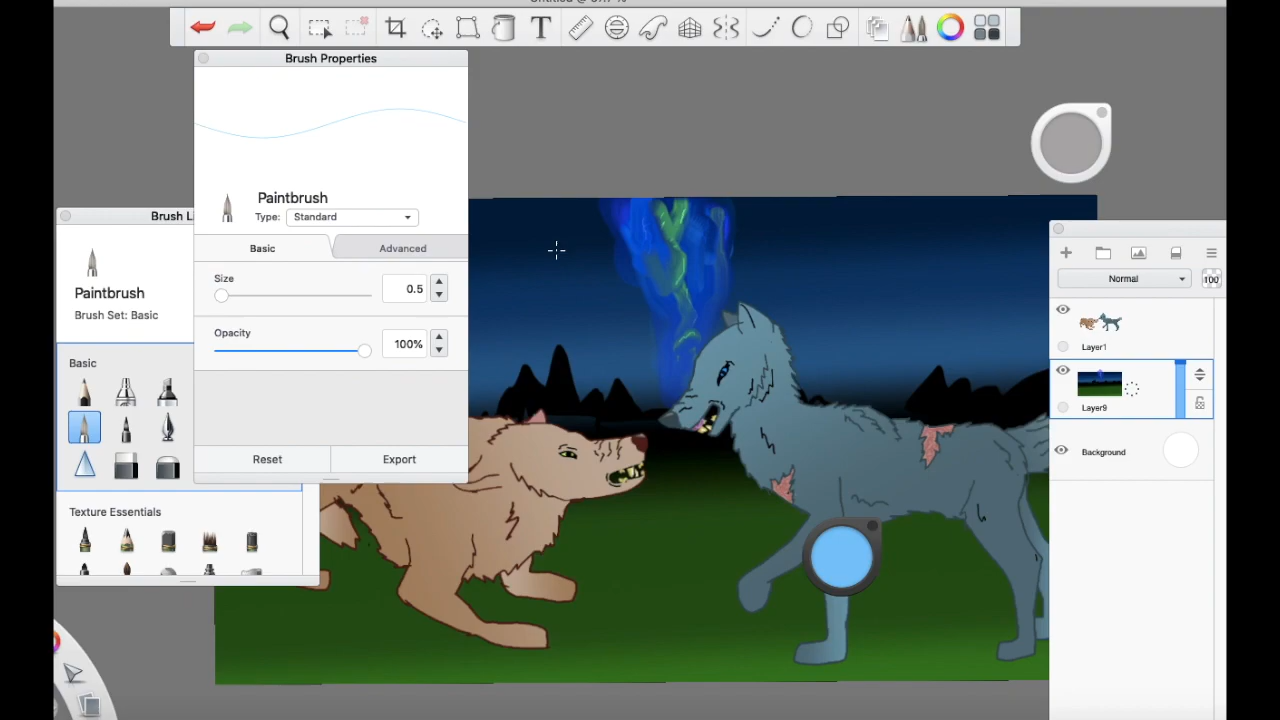 Brush Properties
Paintbrush
Type: Standard
Basic Advanced
Size
0.5
Opacity
100%
Reset Export
Paintbrush
Brush Set: Basic
Basic
Texture Essentials
Normal 100
Layer1
Layer9
Background